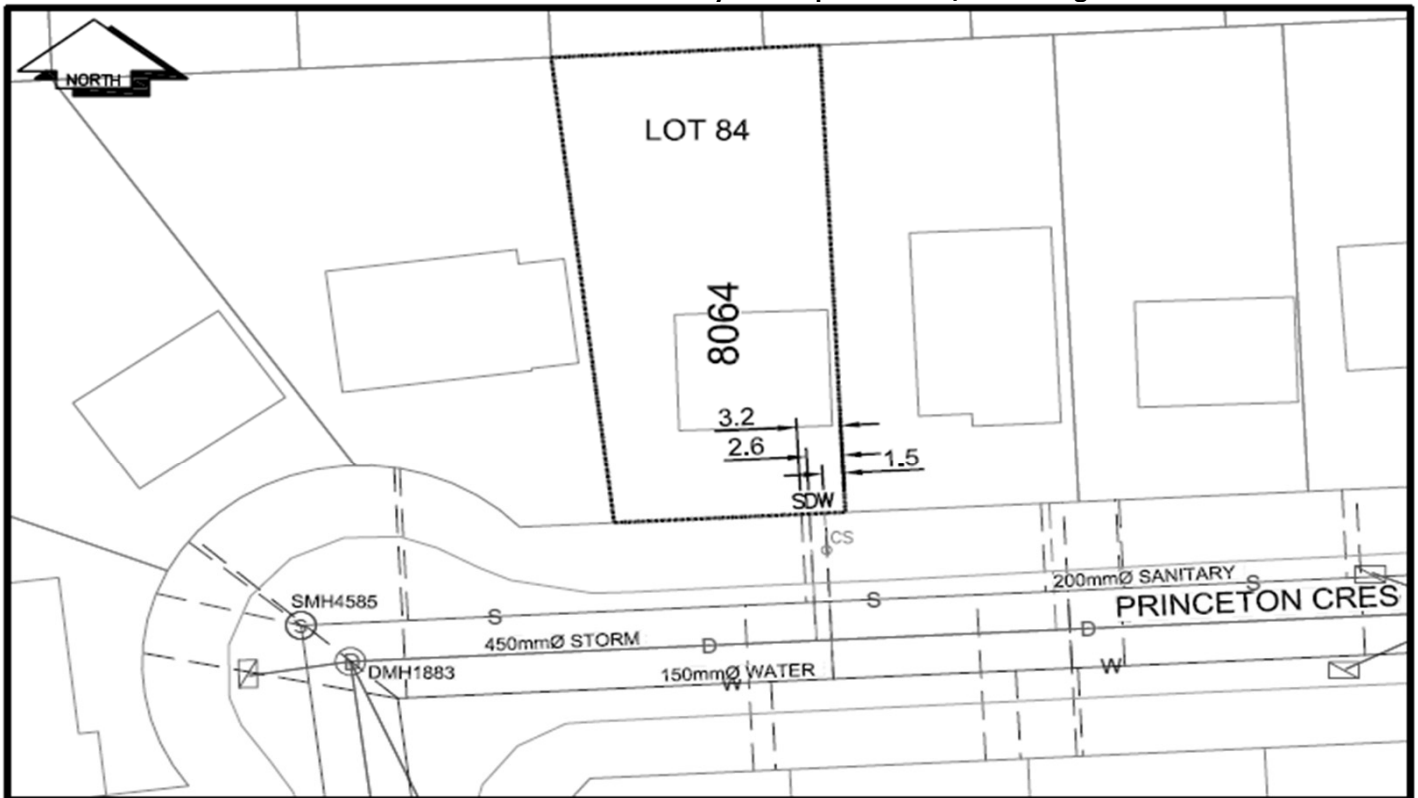 NORTH
LOT 84
8064
3.2
2.6
1.5
SDW
CS
200mmØ SANITARY
S
PRINCETON CRES
SMH4585
S
S
S
450mmØ STORM
D
D
D
DMH1883
150mmØ WATER
W
W